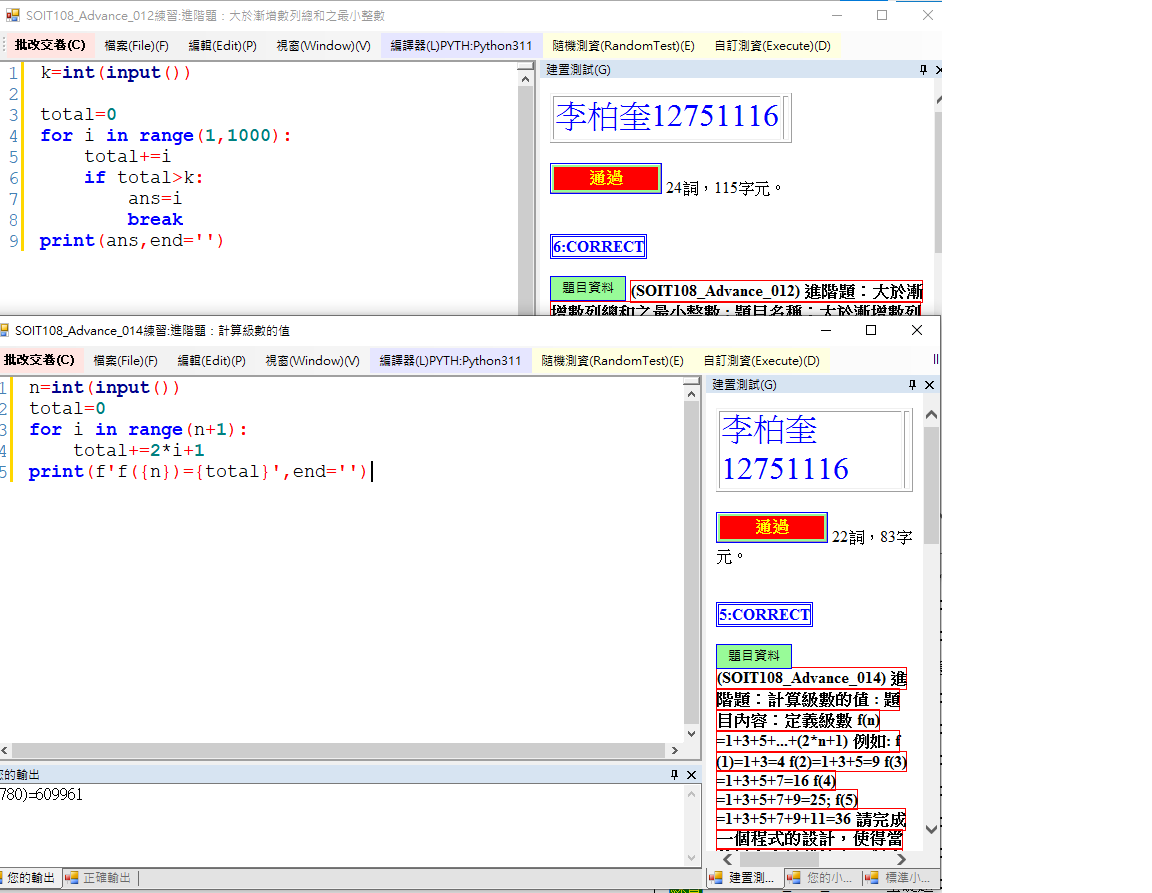 SOIT108_Advance_012練習:進階題：大於漸增數列總和之最小整數
批改交卷(C) 檔案(File)(F) 編輯(Edit)(P) 視窗(Window)(V) 編譯器(L)PYTH:Python311 隨機測資(RandomTest)(E) 自訂測資(Execute)(D)
1 k=int(input())
2
3 total=0
4 for i in range(1,1000):
5     total+=i
6     if total>k:
7         ans=i
8         break
9 print(ans,end='')
建置測試(G)
李柏奎12751116
通過 24詞，115字元。
6:CORRECT
題目資料 (SOIT108_Advance_012) 進階題：大於漸
增數列總和之最小整數 : 題目名稱：大於漸增數列
SOIT108_Advance_014練習:進階題：計算級數的值
批改交卷(C) 檔案(File)(F) 編輯(Edit)(P) 視窗(Window)(V) 編譯器(L)PYTH:Python311 隨機測資(RandomTest)(E) 自訂測資(Execute)(D)
1 n=int(input())
2 total=0
3 for i in range(n+1):
4     total+=2*i+1
5 print(f'f({n})={total}',end='')
您的輸出
780)=609961
您的輸出 正確輸出
建置測試(G)
李柏奎
12751116
通過 22詞，83字
元。
5:CORRECT
題目資料
(SOIT108_Advance_014) 進
階題：計算級數的值 : 題
目內容：定義級數 f(n)
=1+3+5+...+(2*n+1) 例如: f
(1)=1+3=4 f(2)=1+3+5=9 f(3)
=1+3+5+7=16 f(4)
=1+3+5+7+9=25; f(5)
=1+3+5+7+9+11=36 請完成
一個程式的設計，使得當
建置測... 您的小... 標準小...